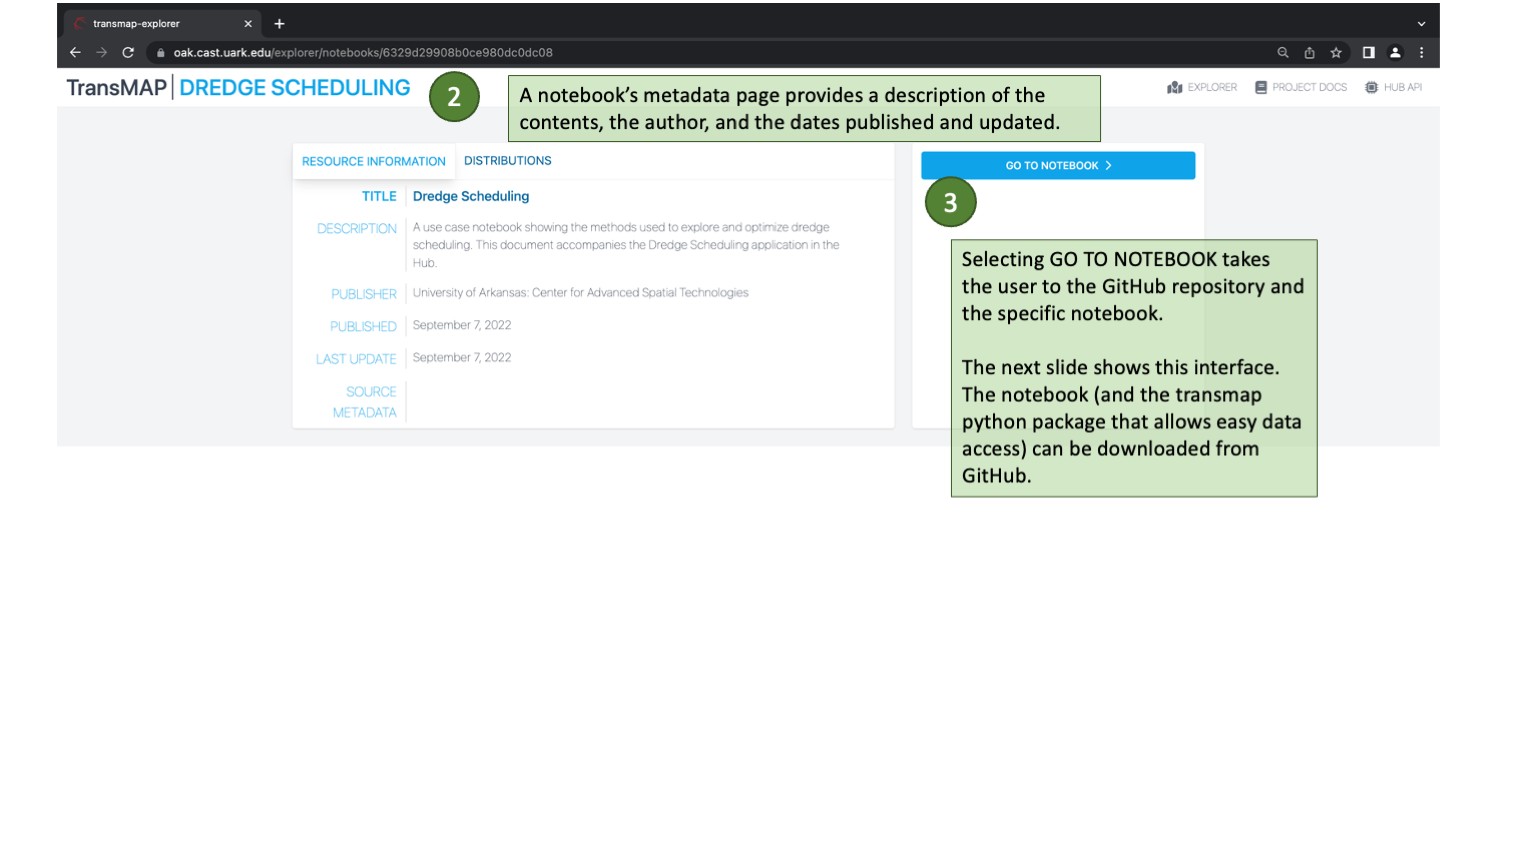 transmap-explorer
oak.cast.uark.edu/explorer/notebooks/6329d29908b0ce980dc0dc08
TransMAP | DREDGE SCHEDULING
EXPLORER PROJECT DOCS HUB API
2
A notebook’s metadata page provides a description of the
contents, the author, and the dates published and updated.
RESOURCE INFORMATION DISTRIBUTIONS
TITLE Dredge Scheduling
DESCRIPTION A use case notebook showing the methods used to explore and optimize dredge
scheduling. This document accompanies the Dredge Scheduling application in the
Hub.
PUBLISHER University of Arkansas: Center for Advanced Spatial Technologies
PUBLISHED September 7, 2022
LAST UPDATE September 7, 2022
SOURCE
METADATA
GO TO NOTEBOOK >
3
Selecting GO TO NOTEBOOK takes
the user to the GitHub repository and
the specific notebook.
The next slide shows this interface.
The notebook (and the transmap
python package that allows easy data
access) can be downloaded from
GitHub.